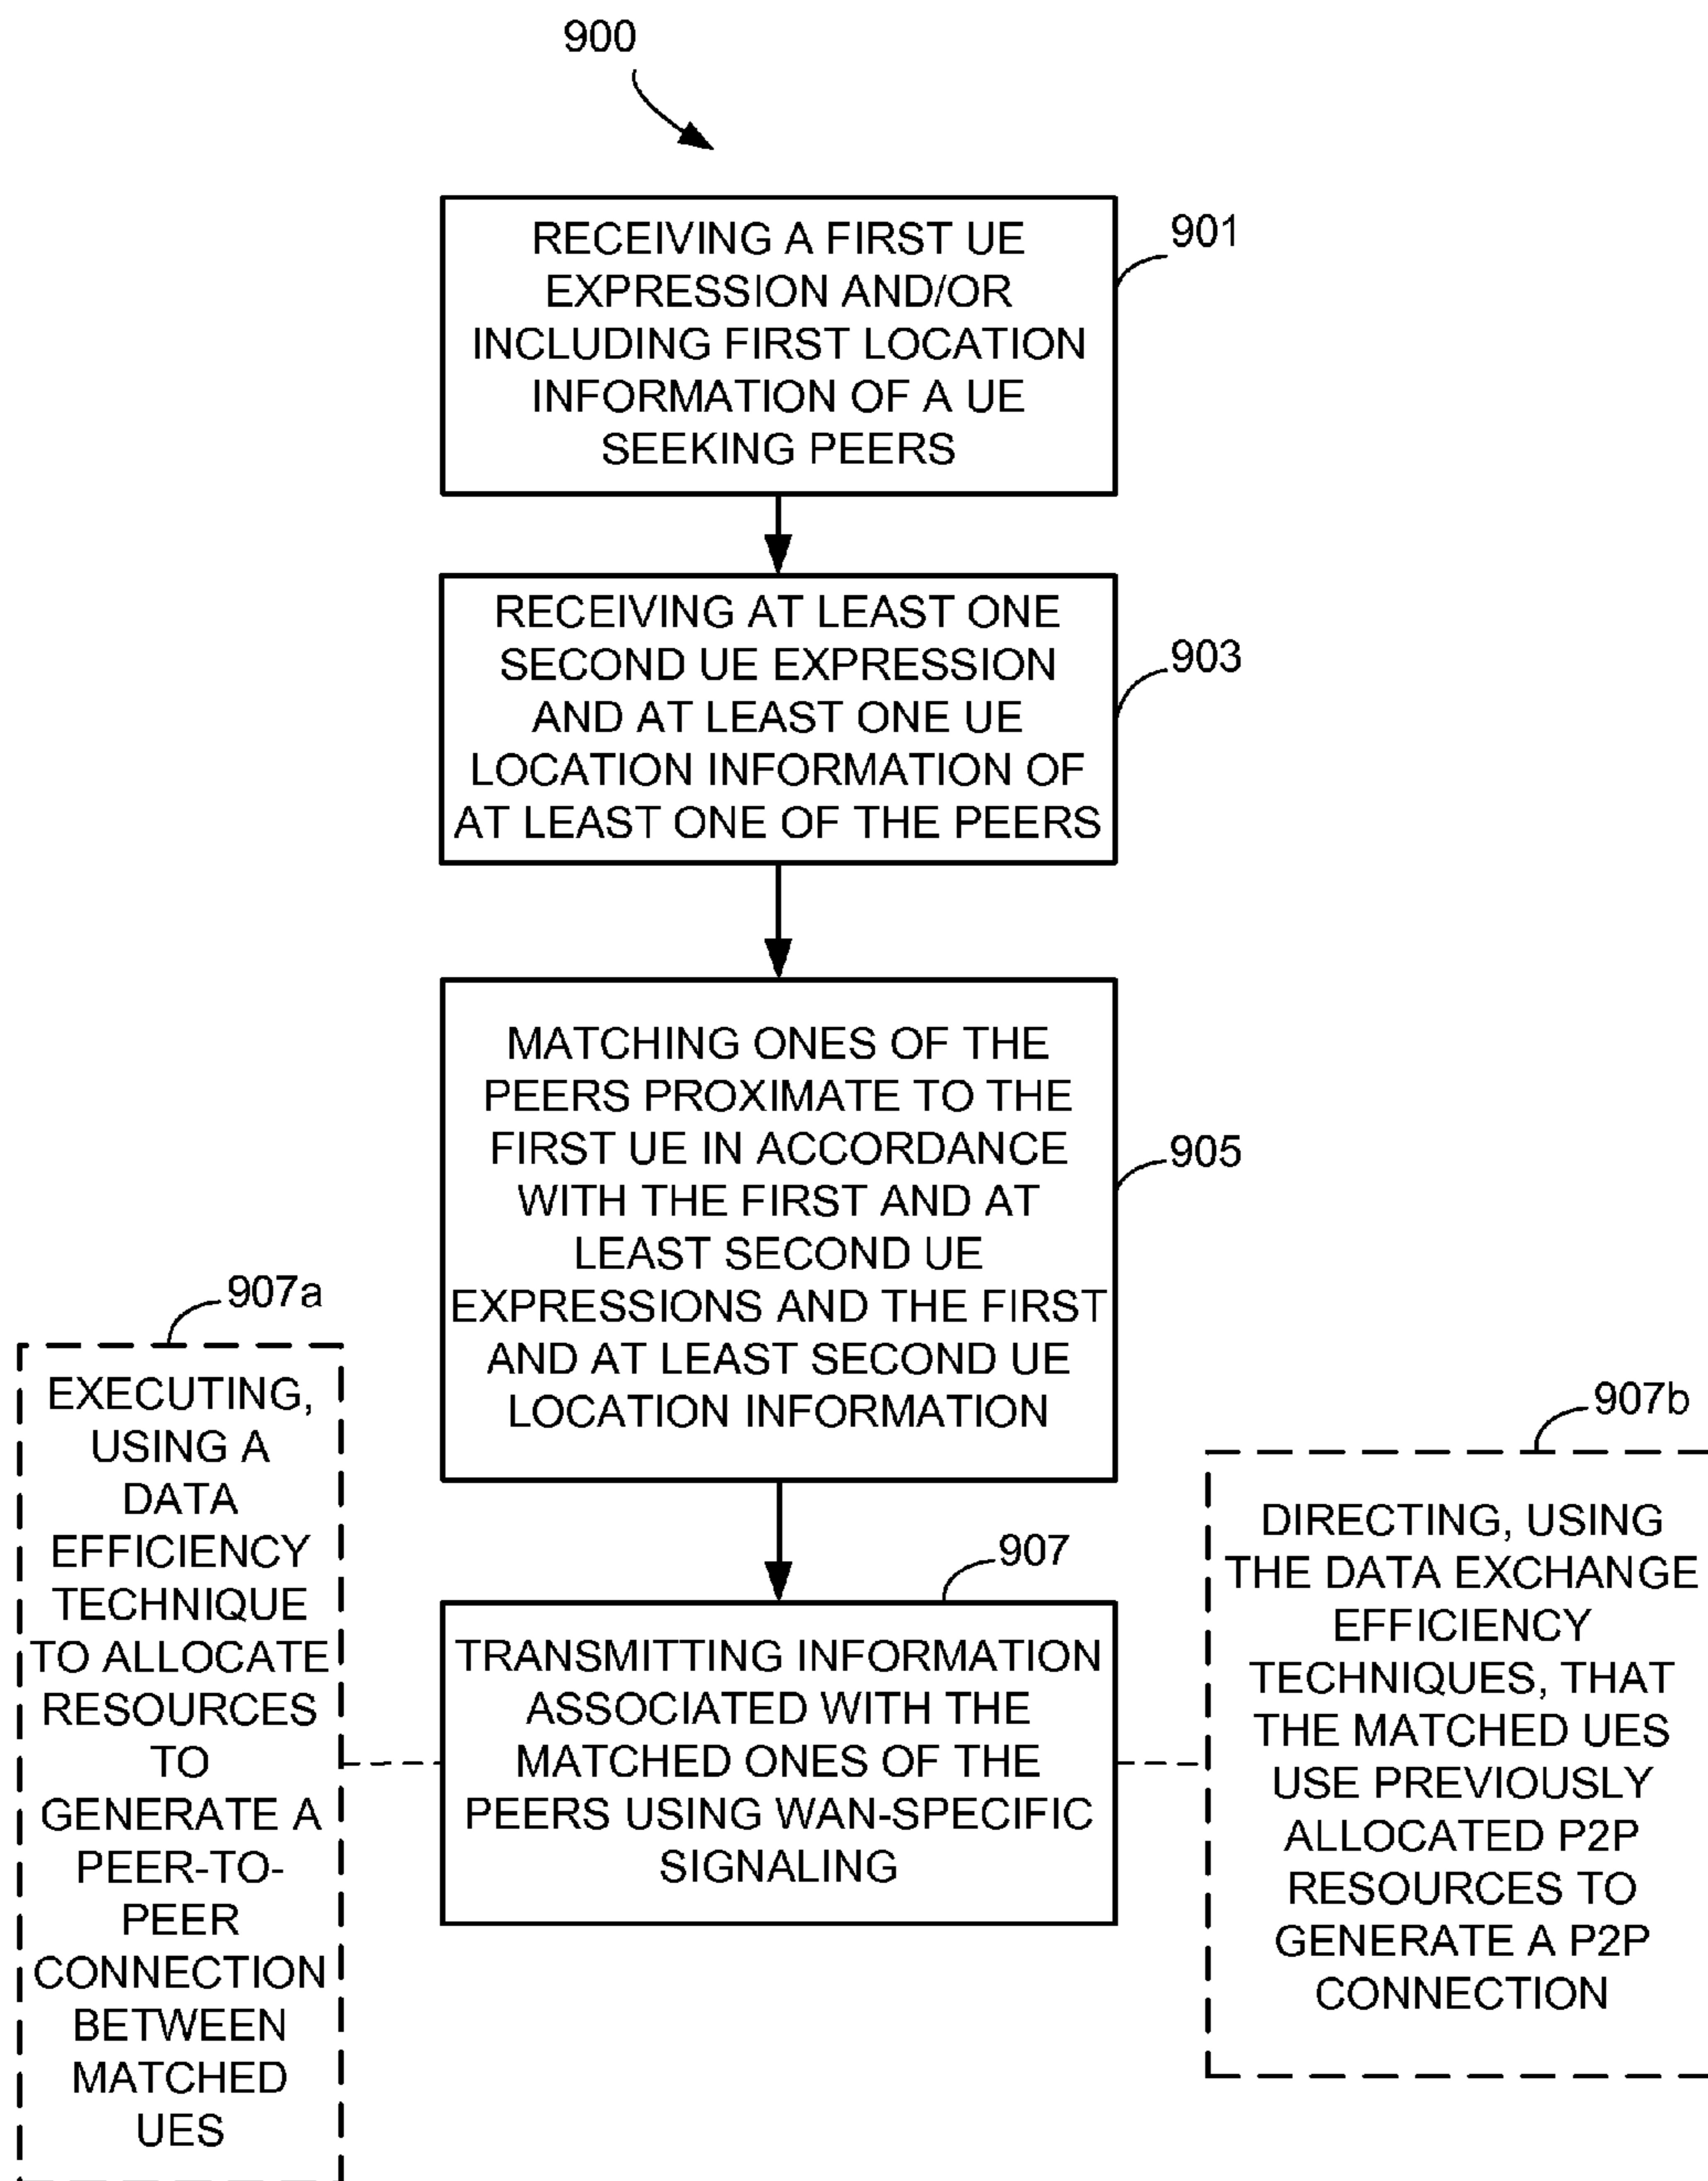 900
RECEIVING A FIRST UE
EXPRESSION AND/OR
INCLUDING FIRST LOCATION
INFORMATION OF A UE
SEEKING PEERS
901
RECEIVING AT LEAST ONE
SECOND UE EXPRESSION
AND AT LEAST ONE UE
LOCATION INFORMATION OF
AT LEAST ONE OF THE PEERS
903
MATCHING ONES OF THE
PEERS PROXIMATE TO THE
FIRST UE IN ACCORDANCE
WITH THE FIRST AND AT
LEAST SECOND UE
EXPRESSIONS AND THE FIRST
AND AT LEAST SECOND UE
LOCATION INFORMATION
905
907a
EXECUTING,
USING A
DATA
EFFICIENCY
TECHNIQUE
TO ALLOCATE
RESOURCES
TO
GENERATE A
PEER-TO-
PEER
CONNECTION
BETWEEN
MATCHED
UES
907
TRANSMITTING INFORMATION
ASSOCIATED WITH THE
MATCHED ONES OF THE
PEERS USING WAN-SPECIFIC
SIGNALING
907b
DIRECTING, USING
THE DATA EXCHANGE
EFFICIENCY
TECHNIQUES, THAT
THE MATCHED UES
USE PREVIOUSLY
ALLOCATED P2P
RESOURCES TO
GENERATE A P2P
CONNECTION